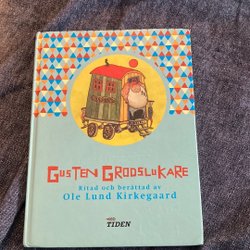 GUSTEN GRODSLUKARE
Ritad och berättad av
Ole Lund Kirkegaard
TIDEN